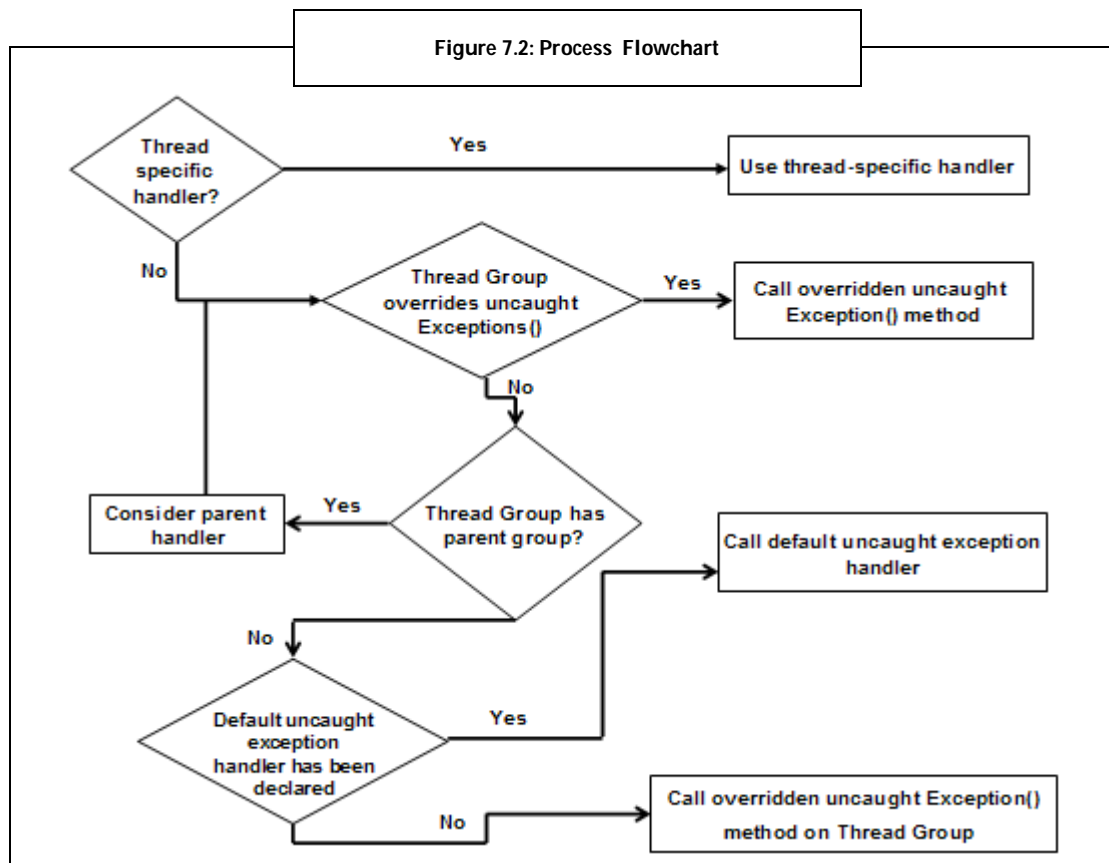 Figure 7.2: Process Flowchart
Thread
specific
handler?
Yes
Use thread-specific handler
No
Thread Group
overrides uncaught
Exceptions()
Yes
Call overridden uncaught
Exception() method
No
Consider parent
handler
Yes
Thread Group has
parent group?
Call default uncaught exception
handler
No
Default uncaught
exception
handler has been
declared
Yes
No
Call overridden uncaught Exception()
method on Thread Group